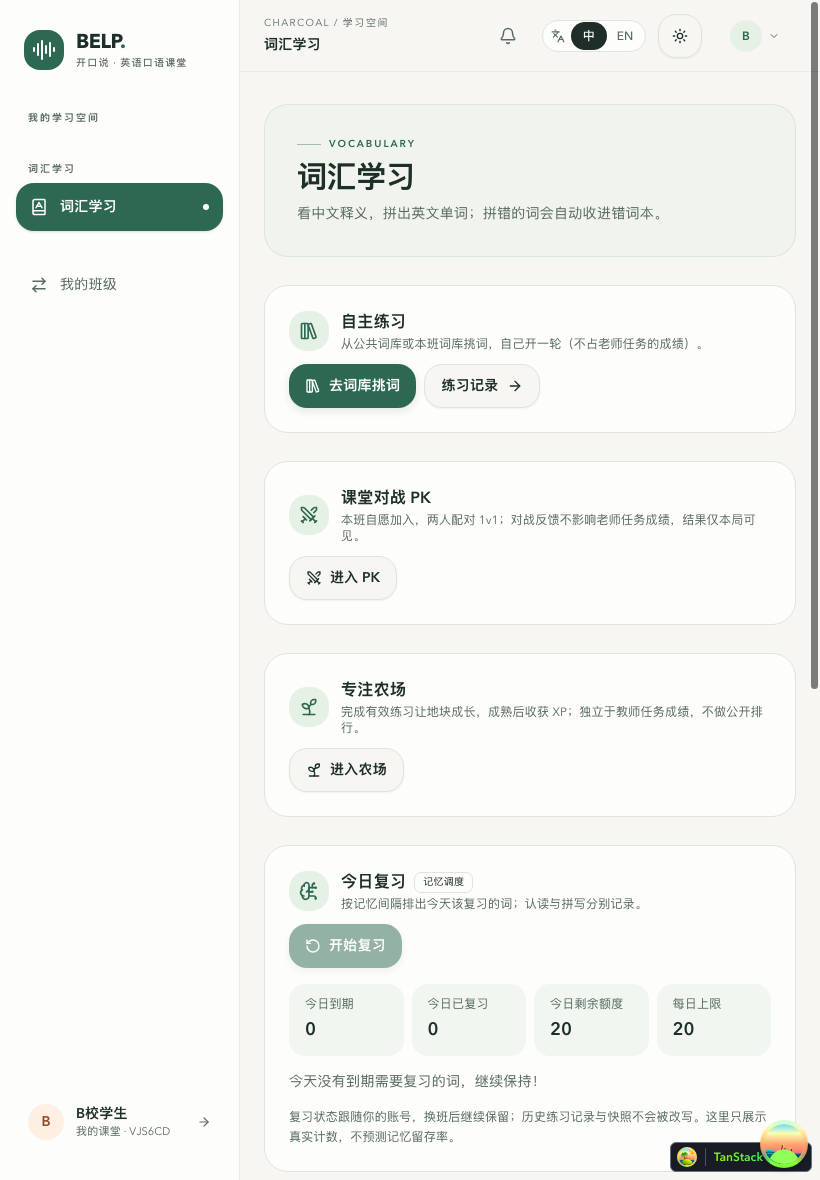 BELP.
开口说 · 英语口语课堂
我的学习空间
词汇学习
词汇学习
我的班级
B
B校学生
我的课堂 · VJS6CD
CHARCOAL / 学习空间
词汇学习
中
EN
B
VOCABULARY
词汇学习
看中文释义，拼出英文单词；拼错的词会自动收进错词本。
自主练习
从公共词库或本班词库挑词，自己开一轮（不占老师任务的成绩）。
去词库挑词
练习记录
课堂对战 PK
本班自愿加入，两人配对 1v1；对战反馈不影响老师任务成绩，结果仅本局可
见。
进入 PK
专注农场
完成有效练习让地块成长，成熟后收获 XP；独立于教师任务成绩，不做公开排
行。
进入农场
今日复习 记忆调度
按记忆间隔排出今天该复习的词；认读与拼写分别记录。
开始复习
今日到期
0
今日已复习
0
今日剩余额度
20
每日上限
20
今天没有到期需要复习的词，继续保持！
复习状态跟随你的账号，换班后继续保留；历史练习记录与快照不会被改写。这里只展示
真实计数，不预测记忆留存率。
TanStack